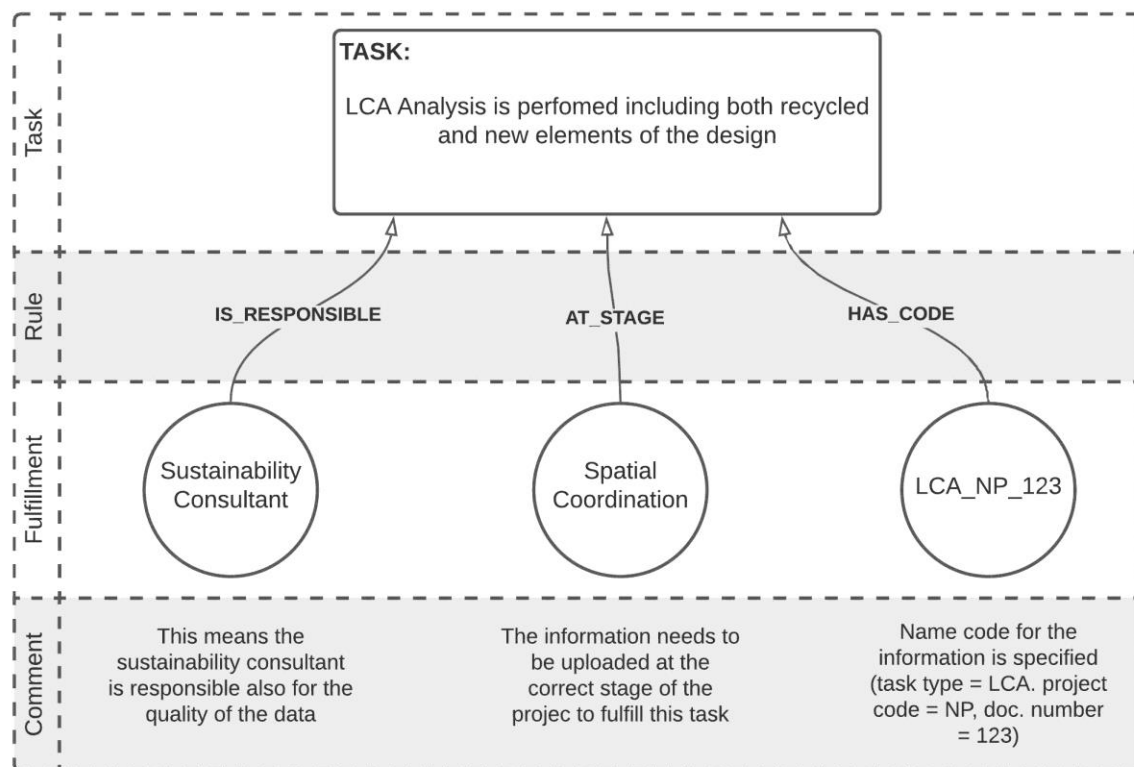 Task
TASK:
LCA Analysis is perfomed including both recycled
and new elements of the design
Rule
IS_RESPONSIBLE
AT_STAGE
HAS_CODE
Fulfillment
Sustainability
Consultant
Spatial
Coordination
LCA_NP_123
Comment
This means the
sustainability consultant
is responsible also for the
quality of the data
The information needs to
be uploaded at the
correct stage of the
projec to fulfill this task
Name code for the
information is specified
(task type = LCA. project
code = NP, doc. number
= 123)